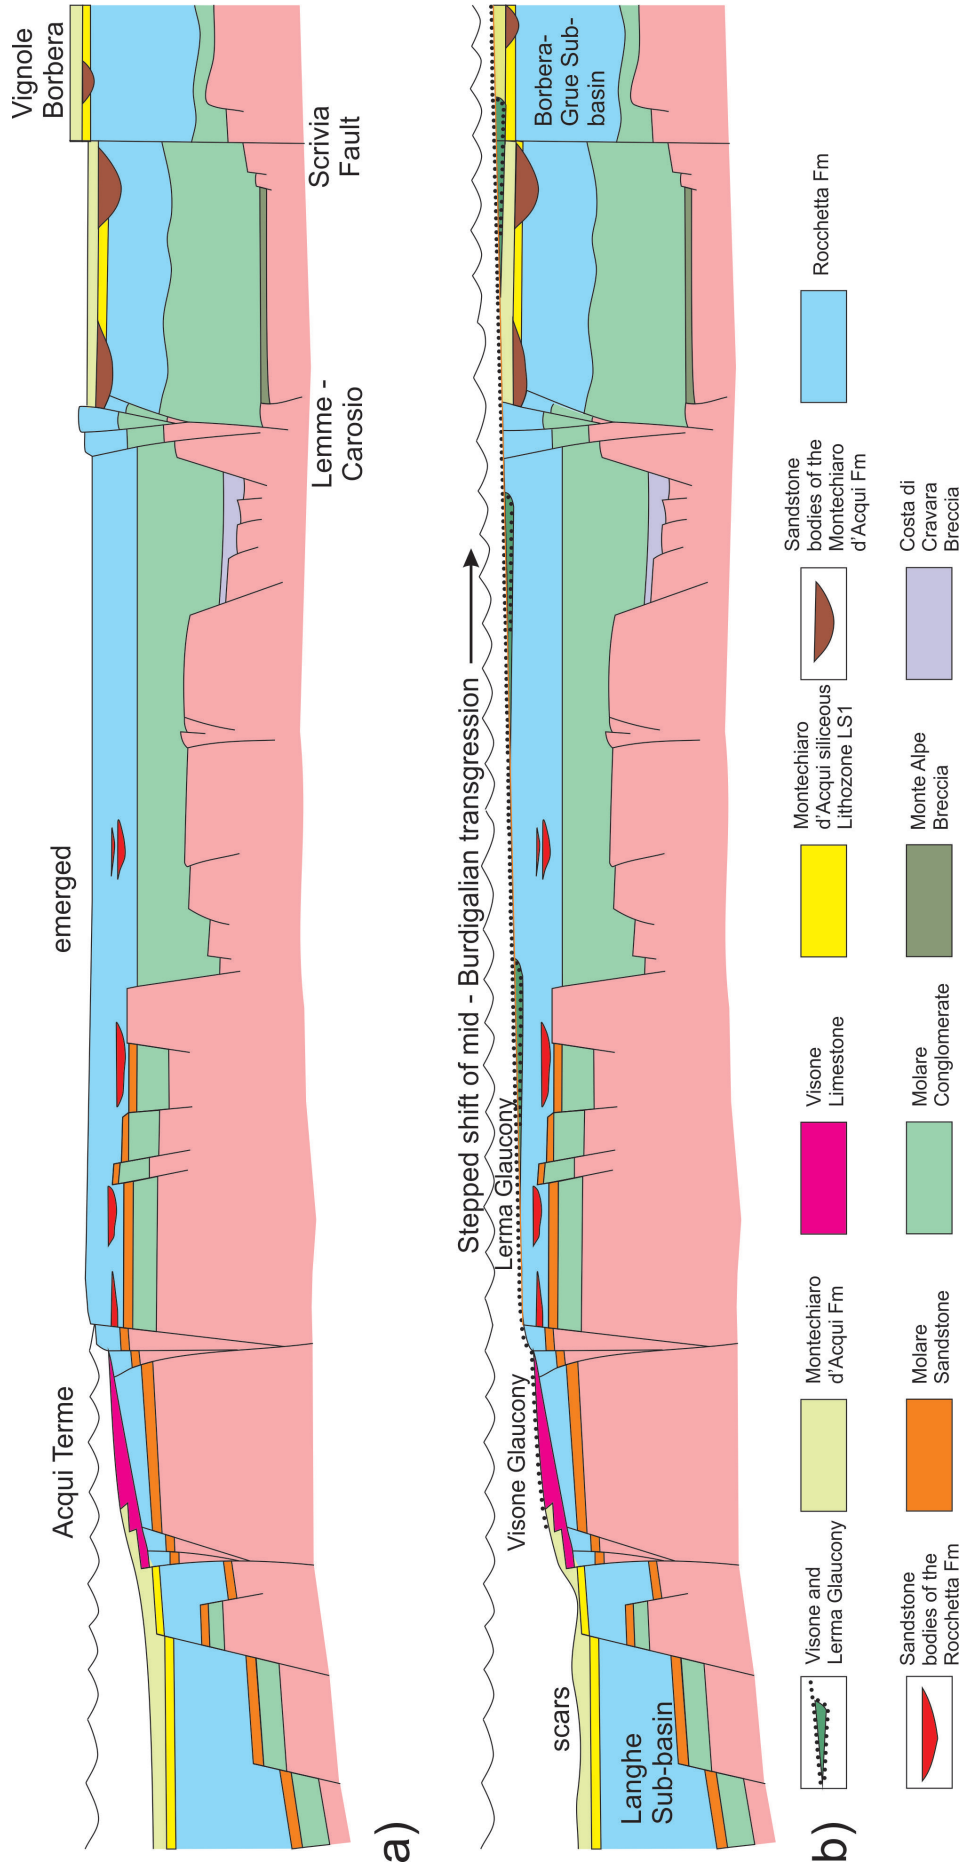 Acqui Terme
emerged
Vignole
Borbera
Lemme -
Carosio
Scrivia
Fault
a)
Stepped shift of mid - Burdigalian transgression
Visone Glaucony
Lerma Glaucony
scars
Langhe
Sub-basin
Borbera-
Grue Sub-
basin
b)
Visone and
Lerma Glaucony
Montechiaro
d'Acqui Fm
Visone
Limestone
Montechiaro
d'Acqui siliceous
Lithozone LS1
Sandstone
bodies of the
Montechiaro
d'Acqui Fm
Rocchetta Fm
Sandstone
bodies of the
Rocchetta Fm
Molare
Sandstone
Molare
Conglomerate
Monte Alpe
Breccia
Costa di
Cravara
Breccia